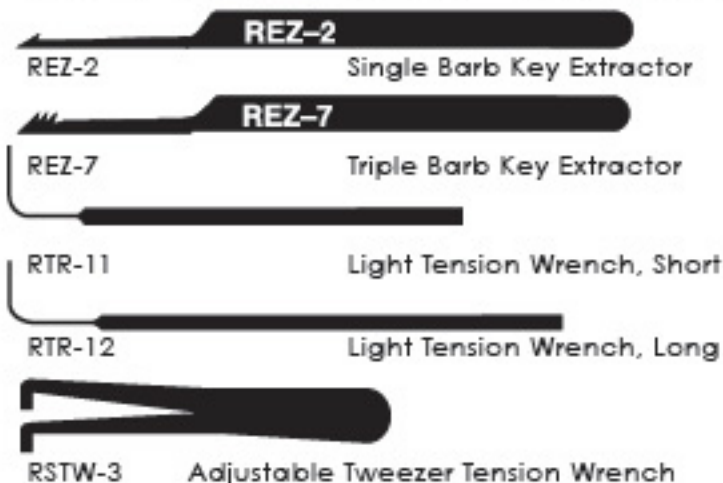 REZ–2
REZ-2 Single Barb Key Extractor
REZ–7
REZ-7 Triple Barb Key Extractor
RTR-11 Light Tension Wrench, Short
RTR-12 Light Tension Wrench, Long
RSTW-3 Adjustable Tweezer Tension Wrench